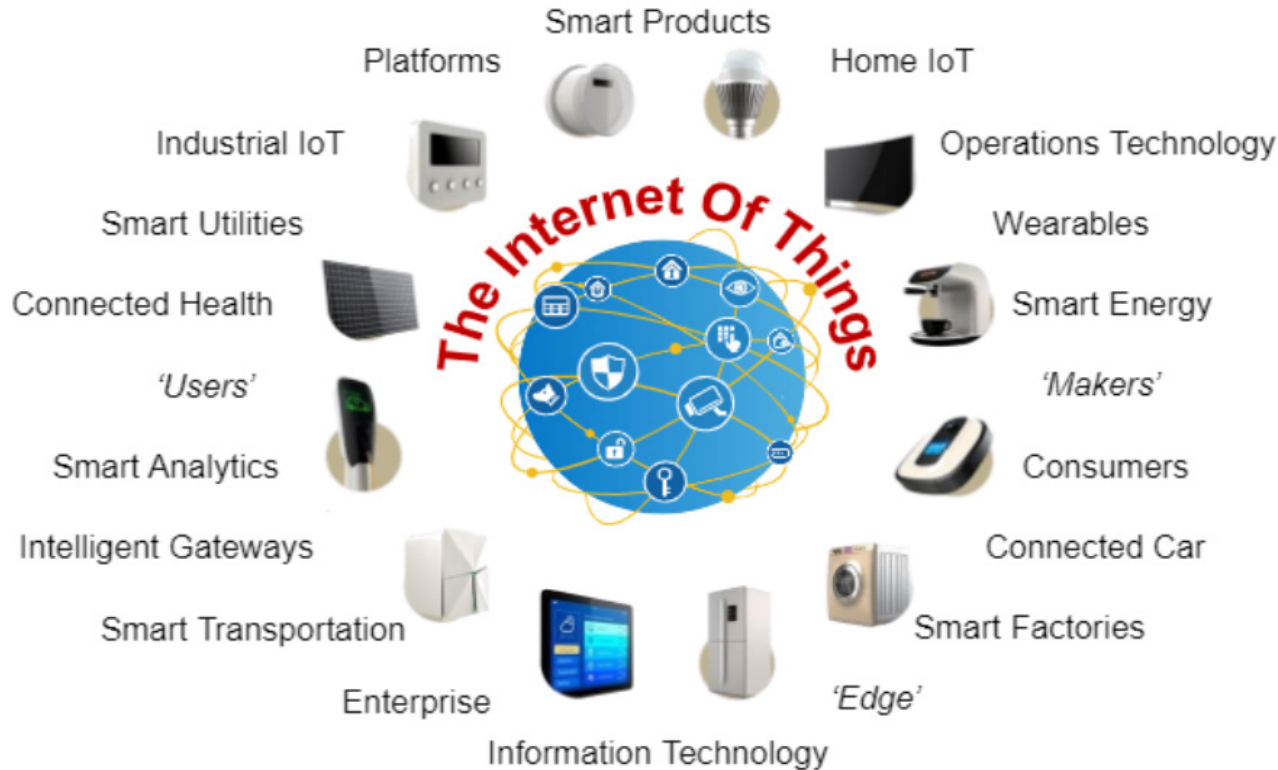 Smart Products
Platforms
Home IoT
Industrial IoT
Operations Technology
The Internet Of Things
Smart Utilities
Wearables
Connected Health
Smart Energy
‘Users’
‘Makers’
Smart Analytics
Consumers
Intelligent Gateways
Connected Car
Smart Transportation
Smart Factories
Enterprise
‘Edge’
Information Technology